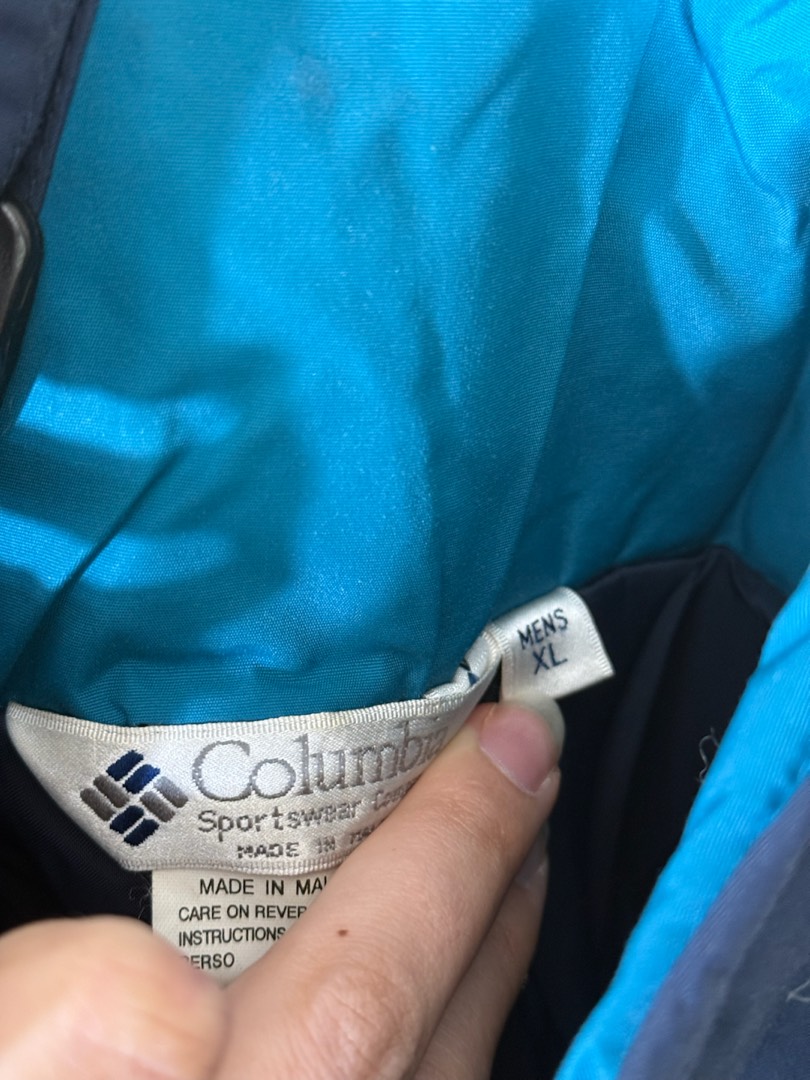 MENS
XL
Columbia
Sportswear
MADE IN
MADE IN
CARE ON
INSTRUCTIONS